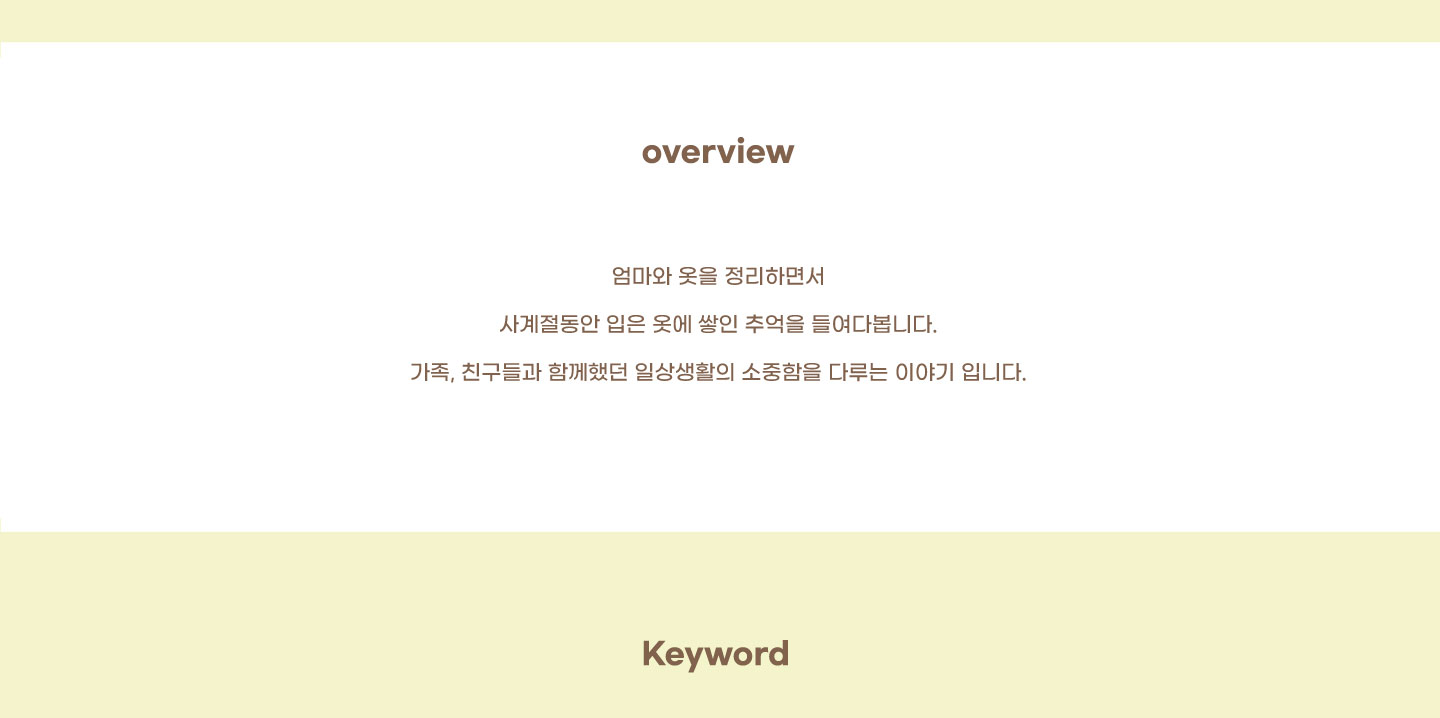 overview
엄마와 옷을 정리하면서
사계절동안 입은 옷에 쌓인 추억을 들여다봅니다.
가족, 친구들과 함께했던 일상생활의 소중함을 다루는 이야기 입니다.
Keyword